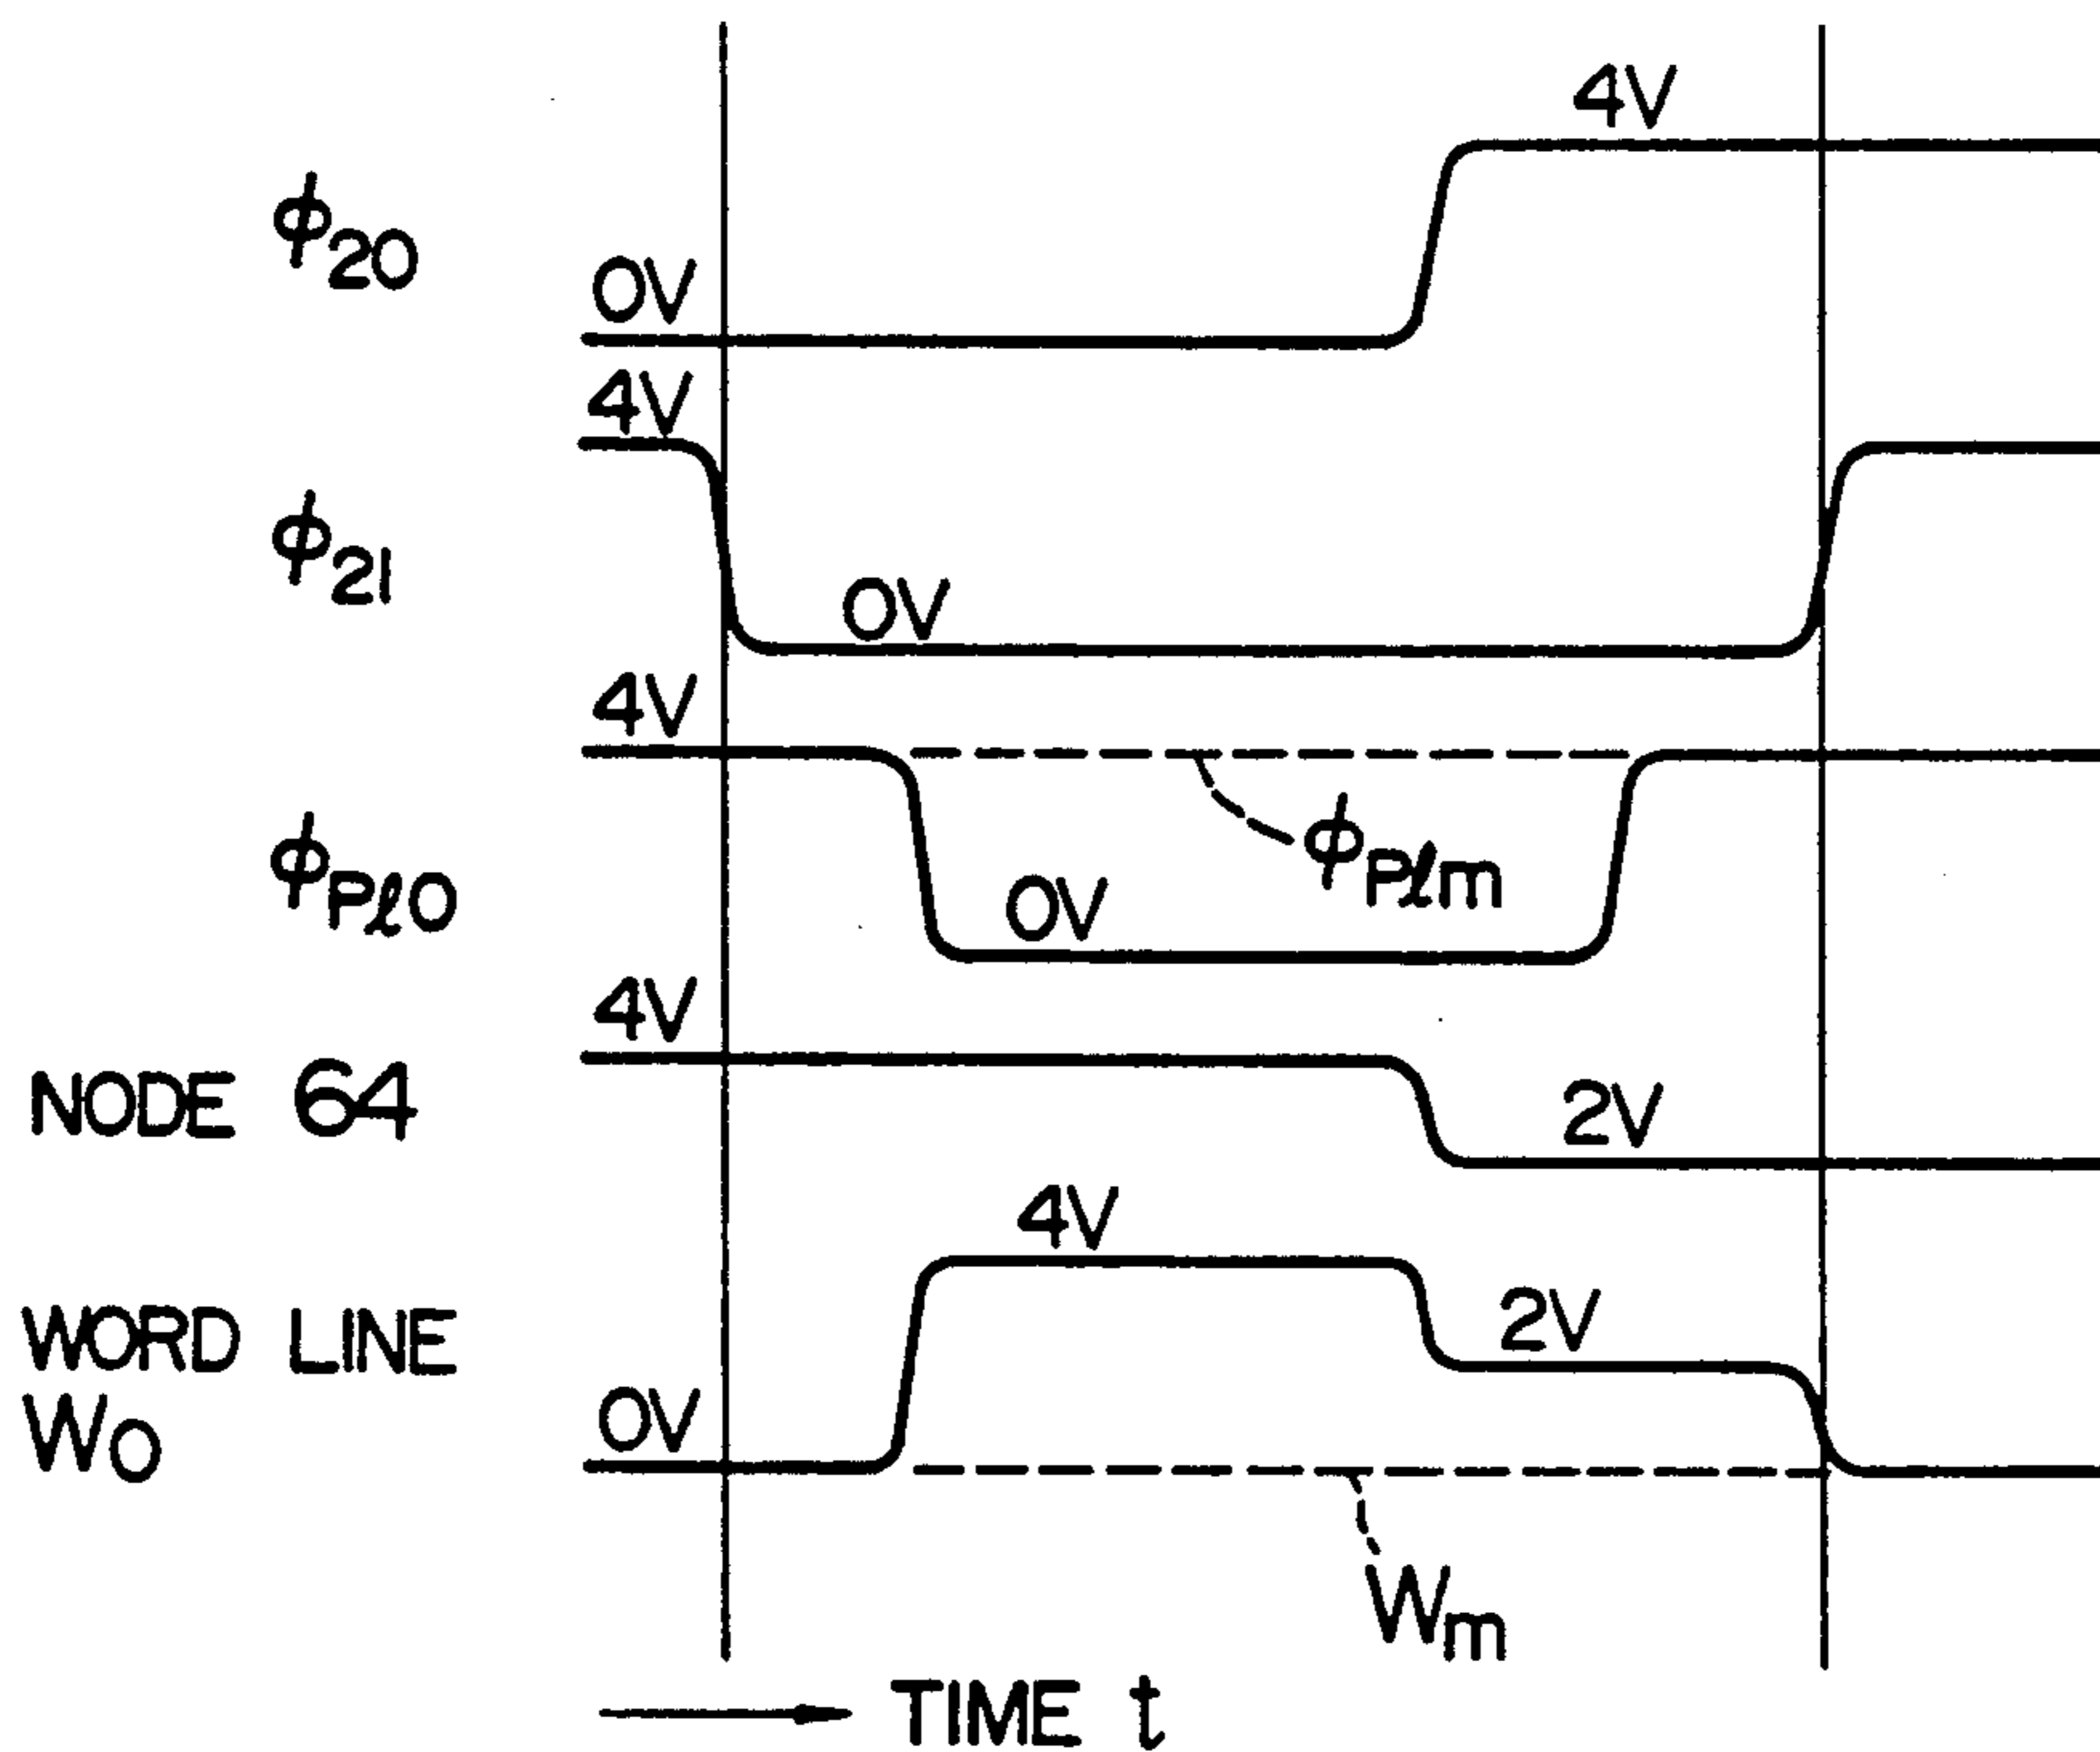 4V
ϕ20
0V
4V
ϕ21
0V
4V
ϕPlm
ϕPl0
0V
4V
NODE 64
2V
4V
WORD LINE
W0
2V
0V
Wm
TIME t